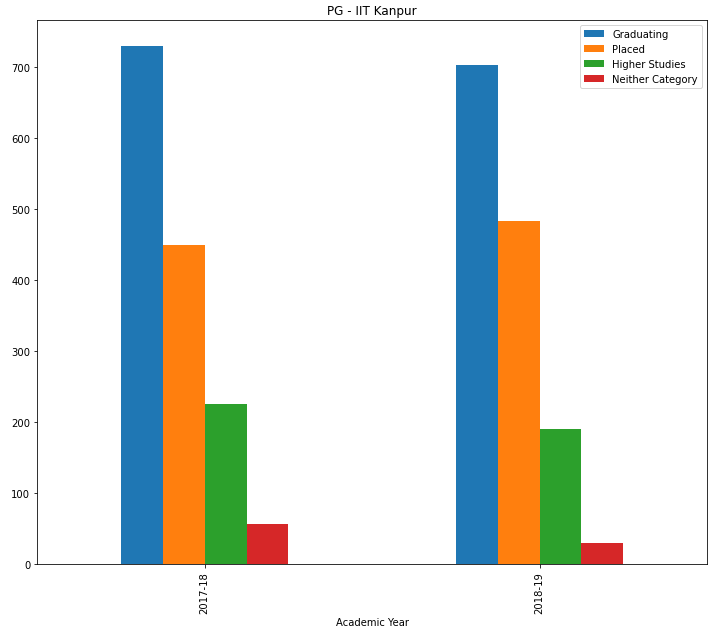 PG - IIT Kanpur
Graduating
Placed
Higher Studies
Neither Category
700
600
500
400
300
200
100
0
2017-18
2018-19
Academic Year